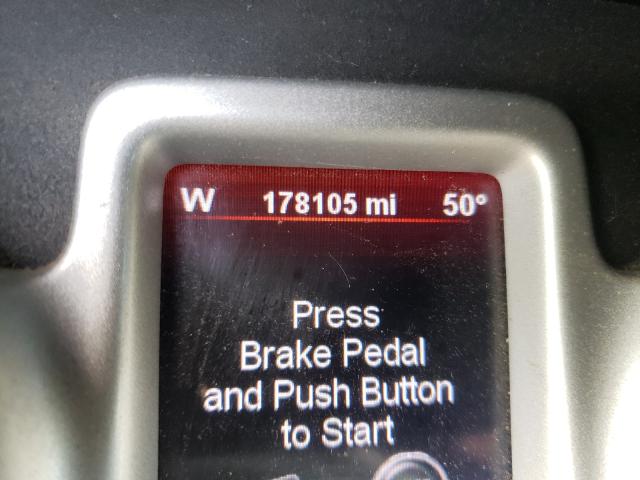 W 178105 mi 50°
Press
Brake Pedal
and Push Button
to Start